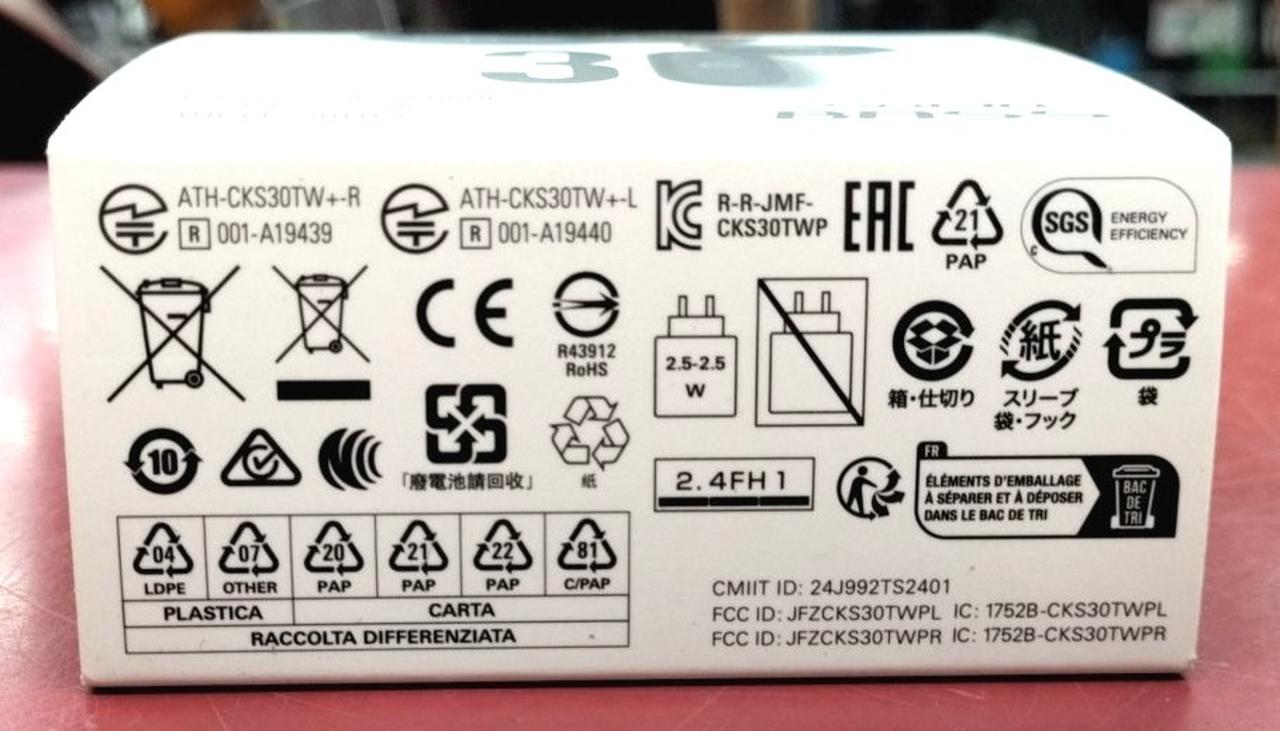 30
ATH-CKS30TW+-R
R 001-A19439
ATH-CKS30TW+-L
R 001-A19440
R-R-JMF-
CKS30TWP
EAC
21
PAP
SGS
ENERGY
EFFICIENCY
CE
R43912
RoHS
2.5-2.5
W
箱・仕切り
紙
スリーブ
袋・フック
プラ
袋
10
「廃電池請回收」
紙
2.4FH 1
FR
ÉLÉMENTS D'EMBALLAGE
À SÉPARER ET À DÉPOSER
DANS LE BAC DE TRI
BAC
DE
TRI
04 07 20 21 22 81
LDPE OTHER PAP PAP PAP C/PAP
PLASTICA CARTA
RACCOLTA DIFFERENZIATA
CMIIT ID: 24J992TS2401
FCC ID: JFZCKS30TWPL IC: 1752B-CKS30TWPL
FCC ID: JFZCKS30TWPR IC: 1752B-CKS30TWPR